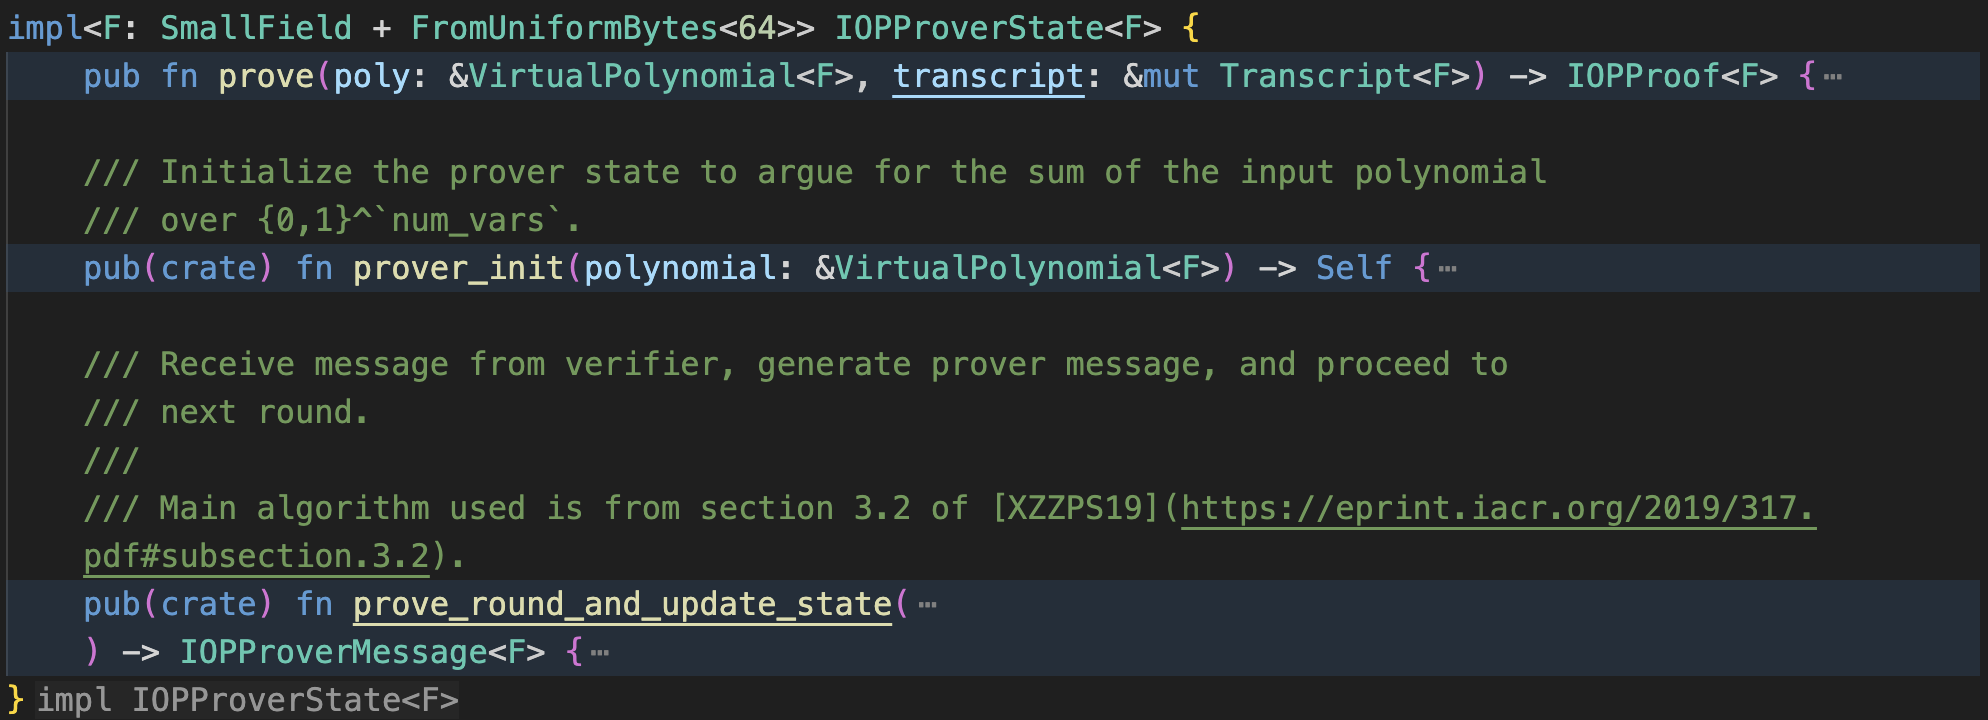 impl<F: SmallField + FromUniformBytes<64>> IOPProverState<F> {
    pub fn prove(poly: &VirtualPolynomial<F>, transcript: &mut Transcript<F>) -> IOPProof<F> {⋯
    /// Initialize the prover state to argue for the sum of the input polynomial
    /// over {0,1}^`num_vars`.
    pub(crate) fn prover_init(polynomial: &VirtualPolynomial<F>) -> Self {⋯
    /// Receive message from verifier, generate prover message, and proceed to
    /// next round.
    ///
    /// Main algorithm used is from section 3.2 of [XZZPS19](https://eprint.iacr.org/2019/317.
    pdf#subsection.3.2).
    pub(crate) fn prove_round_and_update_state(⋯
    ) -> IOPProverMessage<F> {⋯
} impl IOPProverState<F>